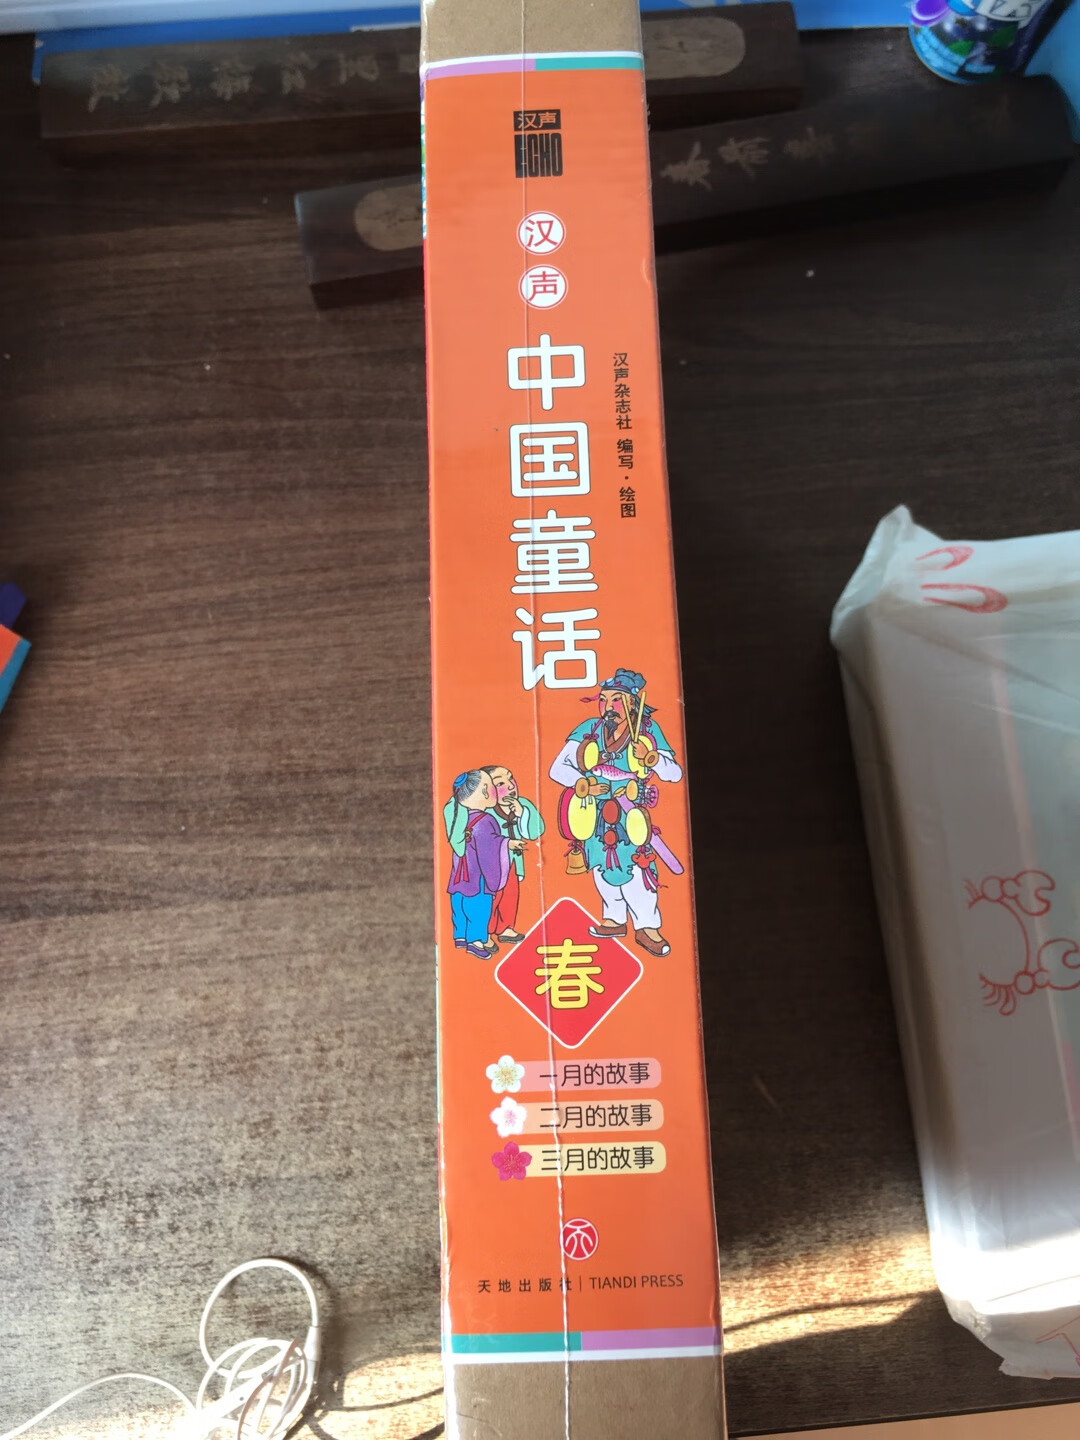 汉声
ECHO
汉声
中国童话
汉声杂志社 编写·绘图
春
一月的故事
二月的故事
三月的故事
天地出版社 | TIANDI PRESS